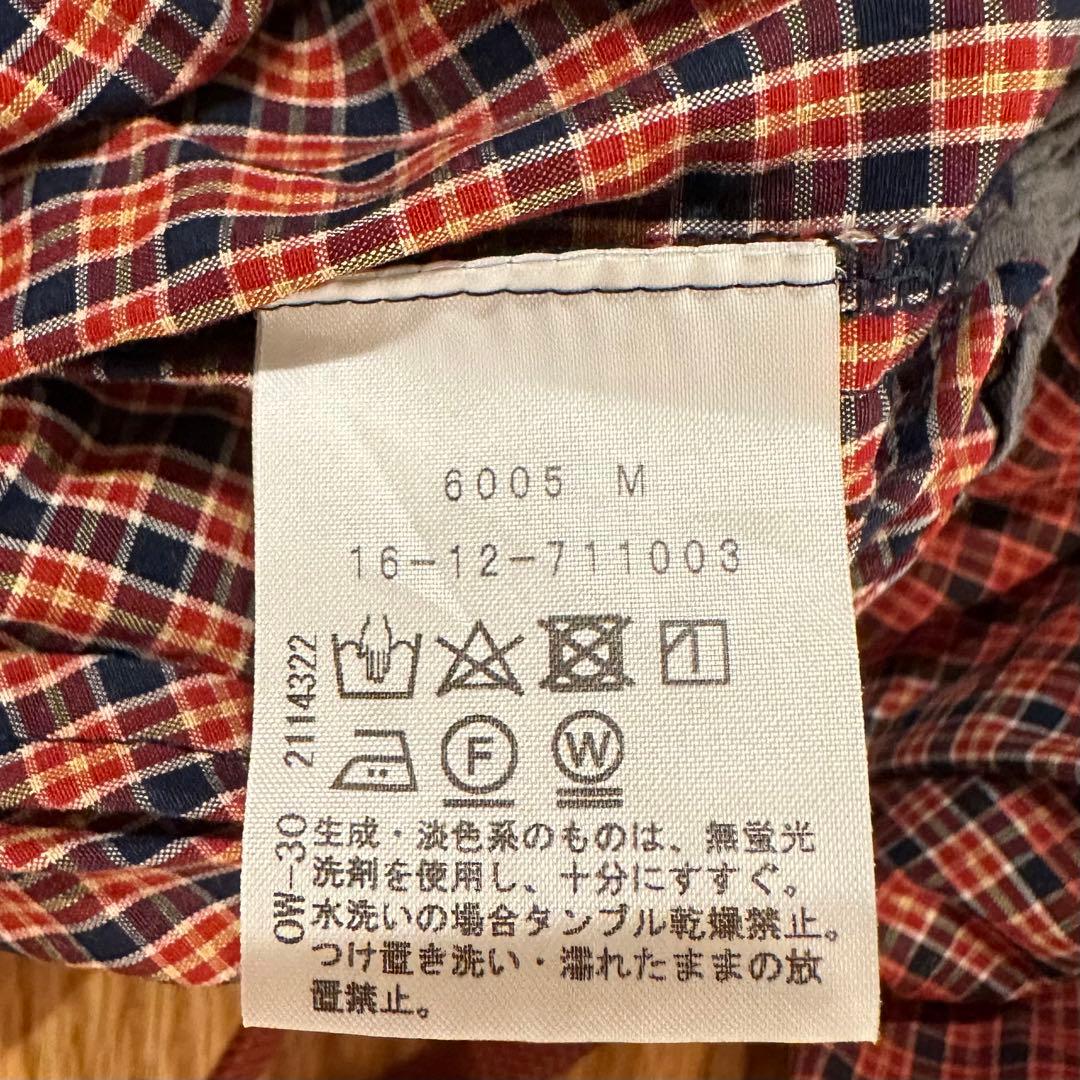 6005 M
16-12-711003
F
W
OW-30 2114322
生成・淡色系のものは、無蛍光
洗剤を使用し、十分にすすぐ。
水洗いの場合タンブル乾燥禁止。
つけ置き洗い・濡れたままの放
置禁止。